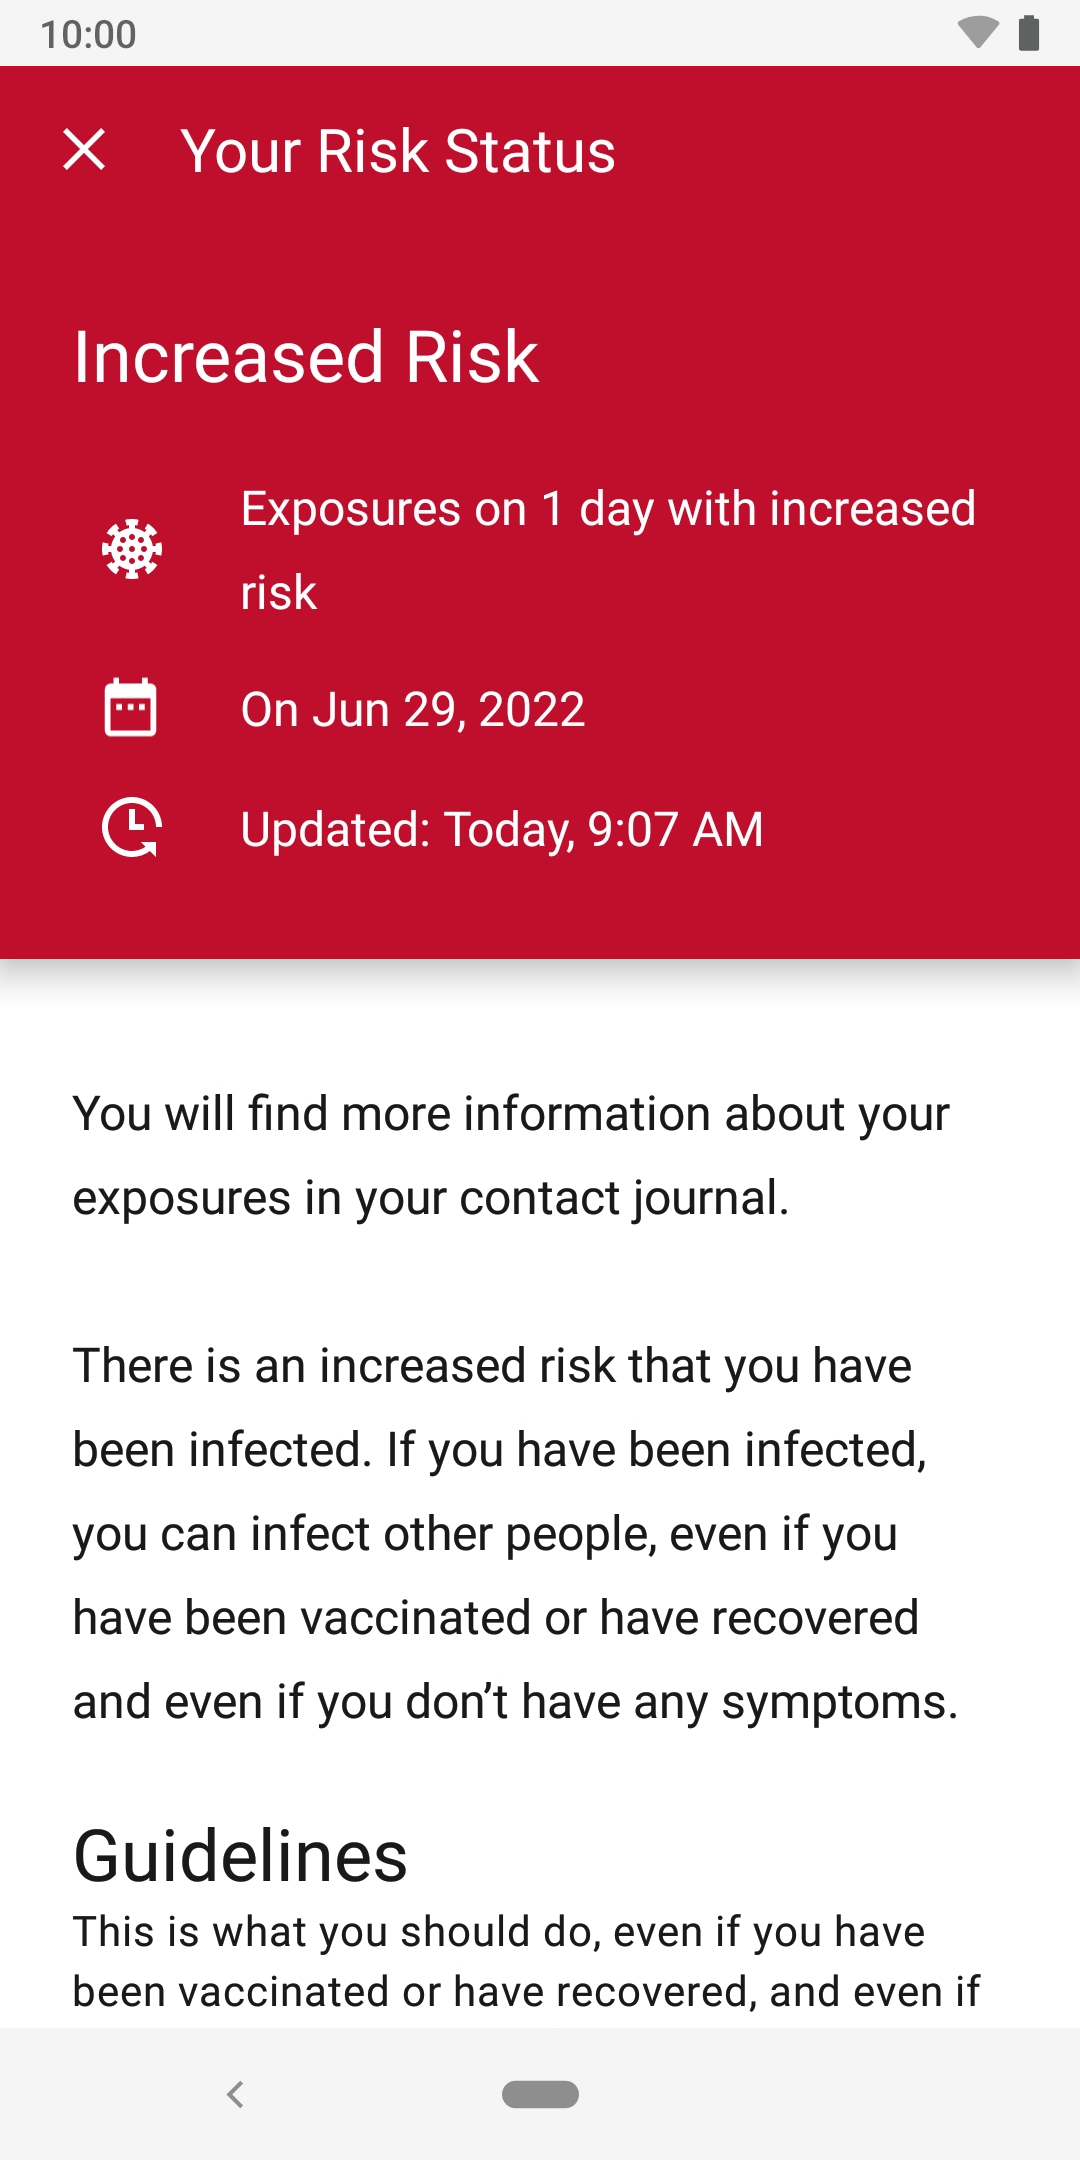 10:00
Your Risk Status
Increased Risk
Exposures on 1 day with increased
risk
On Jun 29, 2022
Updated: Today, 9:07 AM
You will find more information about your
exposures in your contact journal.
There is an increased risk that you have
been infected. If you have been infected,
you can infect other people, even if you
have been vaccinated or have recovered
and even if you don’t have any symptoms.
Guidelines
This is what you should do, even if you have
been vaccinated or have recovered, and even if